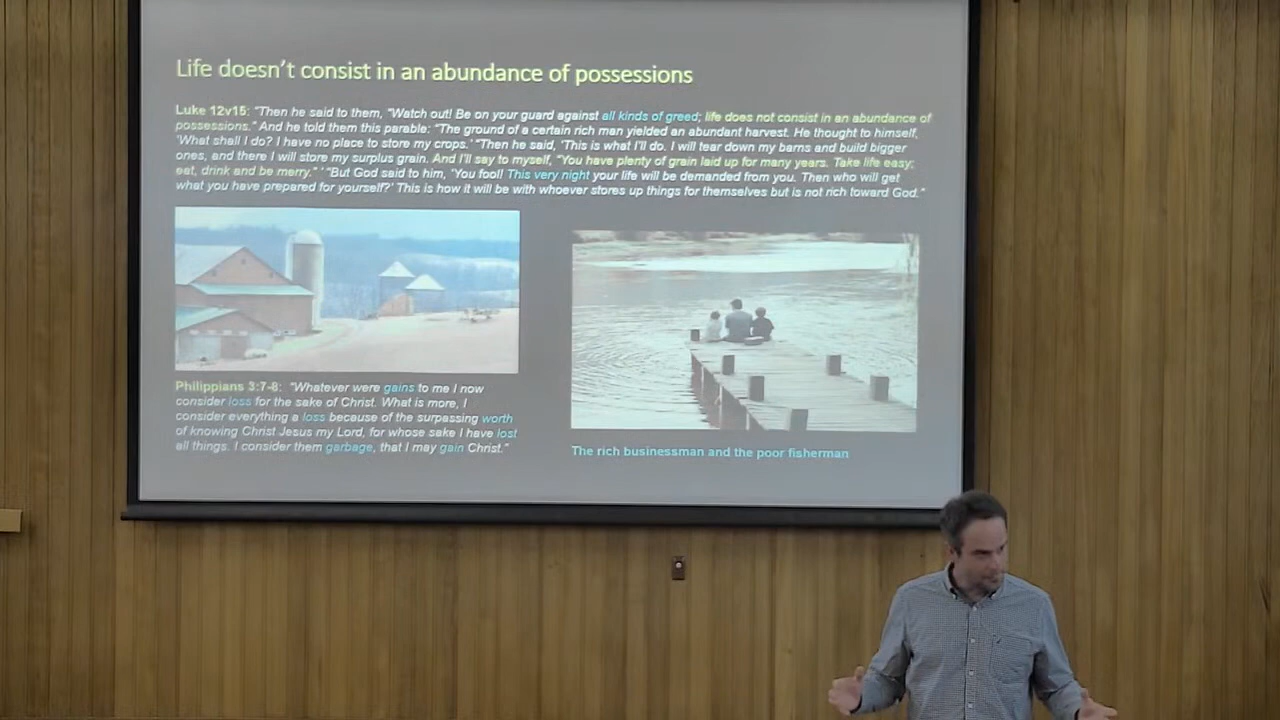 Life doesn't consist in an abundance of possessions
Luke 12v15: "Then he said to them, "Watch out! Be on your guard against all kinds of greed; life does not consist in an abundance of
possessions." And he told them this parable: "The ground of a certain rich man yielded an abundant harvest. He thought to himself,
'What shall I do? I have no place to store my crops.' "Then he said, 'This is what I'll do. I will tear down my barns and build bigger
ones, and there I will store my surplus grain. And I'll say to myself, "You have plenty of grain laid up for many years. Take life easy;
eat, drink and be merry." ' "But God said to him, 'You fool! This very night your life will be demanded from you. Then who will get
what you have prepared for yourself?' This is how it will be with whoever stores up things for themselves but is not rich toward God."
Philippians 3:7-8: "Whatever were gains to me I now
consider loss for the sake of Christ. What is more, I
consider everything a loss because of the surpassing worth
of knowing Christ Jesus my Lord, for whose sake I have lost
all things. I consider them garbage, that I may gain Christ."
The rich businessman and the poor fisherman